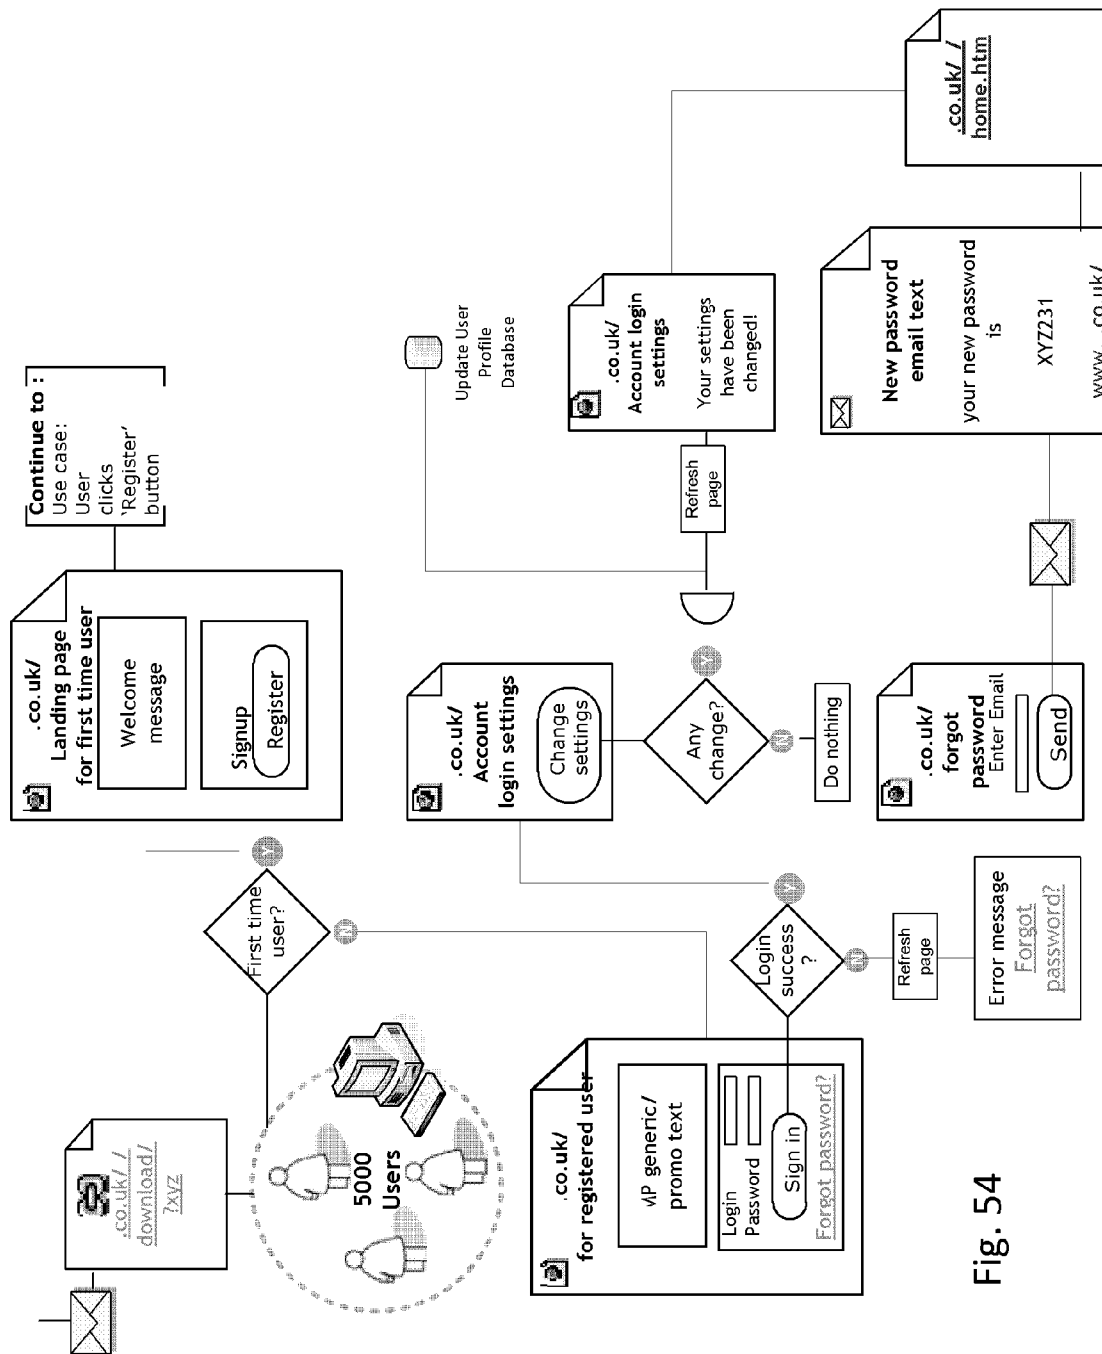 .co.uk/ /
download/
?xyz
5000
Users
First time
user?
Y
N
.co.uk/
Landing page
for first time user
Welcome
message
Signup
Register
Continue to :
Use case:
User
clicks
‘Register’
button
.co.uk/
for registered user
VIP generic/
promo text
Login
Password
Sign in
Forgot password?
Login
success
?
Y
N
Refresh
page
Error message
Forgot
password?
.co.uk/
Account
login settings
Change
settings
Any
change?
Y
N
Do nothing
Update User
Profile
Database
Refresh
page
.co.uk/
Account login
settings
Your settings
have been
changed!
.co.uk/
forgot
password
Enter Email
Send
New password
email text
your new password
is
XYZ231
www. .co.uk/
.co.uk/ /
home.htm
Fig. 54